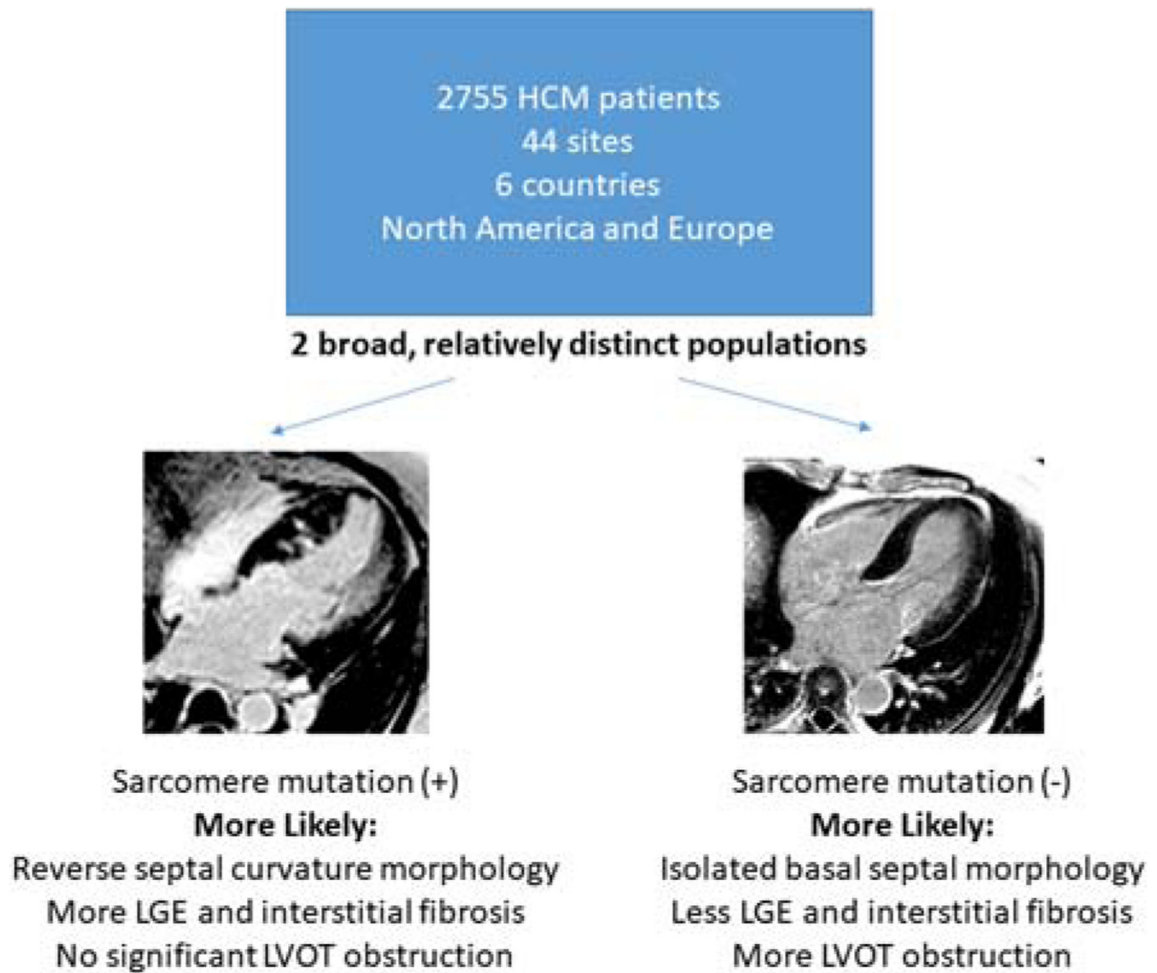 2755 HCM patients
44 sites
6 countries
North America and Europe
2 broad, relatively distinct populations
Sarcomere mutation (+)
More Likely:
Reverse septal curvature morphology
More LGE and interstitial fibrosis
No significant LVOT obstruction
Sarcomere mutation (-)
More Likely:
Isolated basal septal morphology
Less LGE and interstitial fibrosis
More LVOT obstruction